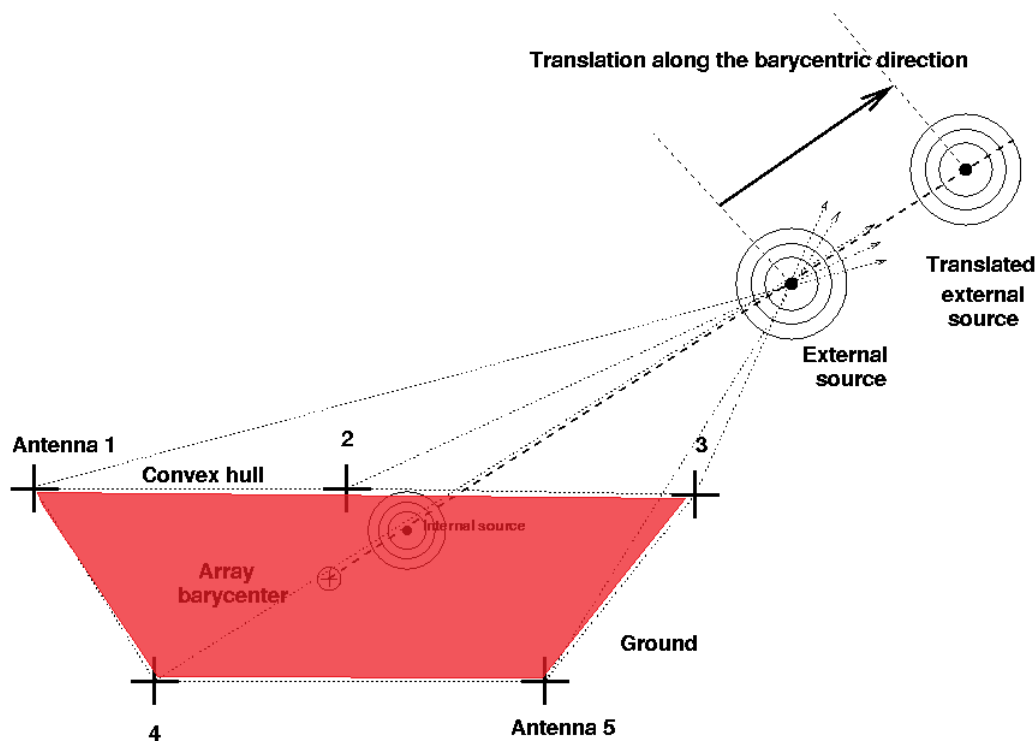 Translation along the barycentric direction
Translated
external
source
External
source
Antenna 1
2
3
Convex hull
Internal source
Array
barycenter
Ground
4
Antenna 5